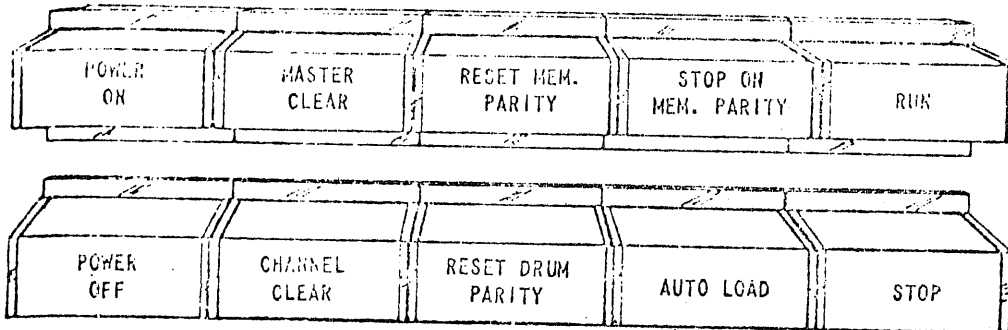 POWER
ON
MASTER
CLEAR
RESET MEM.
PARITY
STOP ON
MEM. PARITY
RUN
POWER
OFF
CHANNEL
CLEAR
RESET DRUM
PARITY
AUTO LOAD
STOP